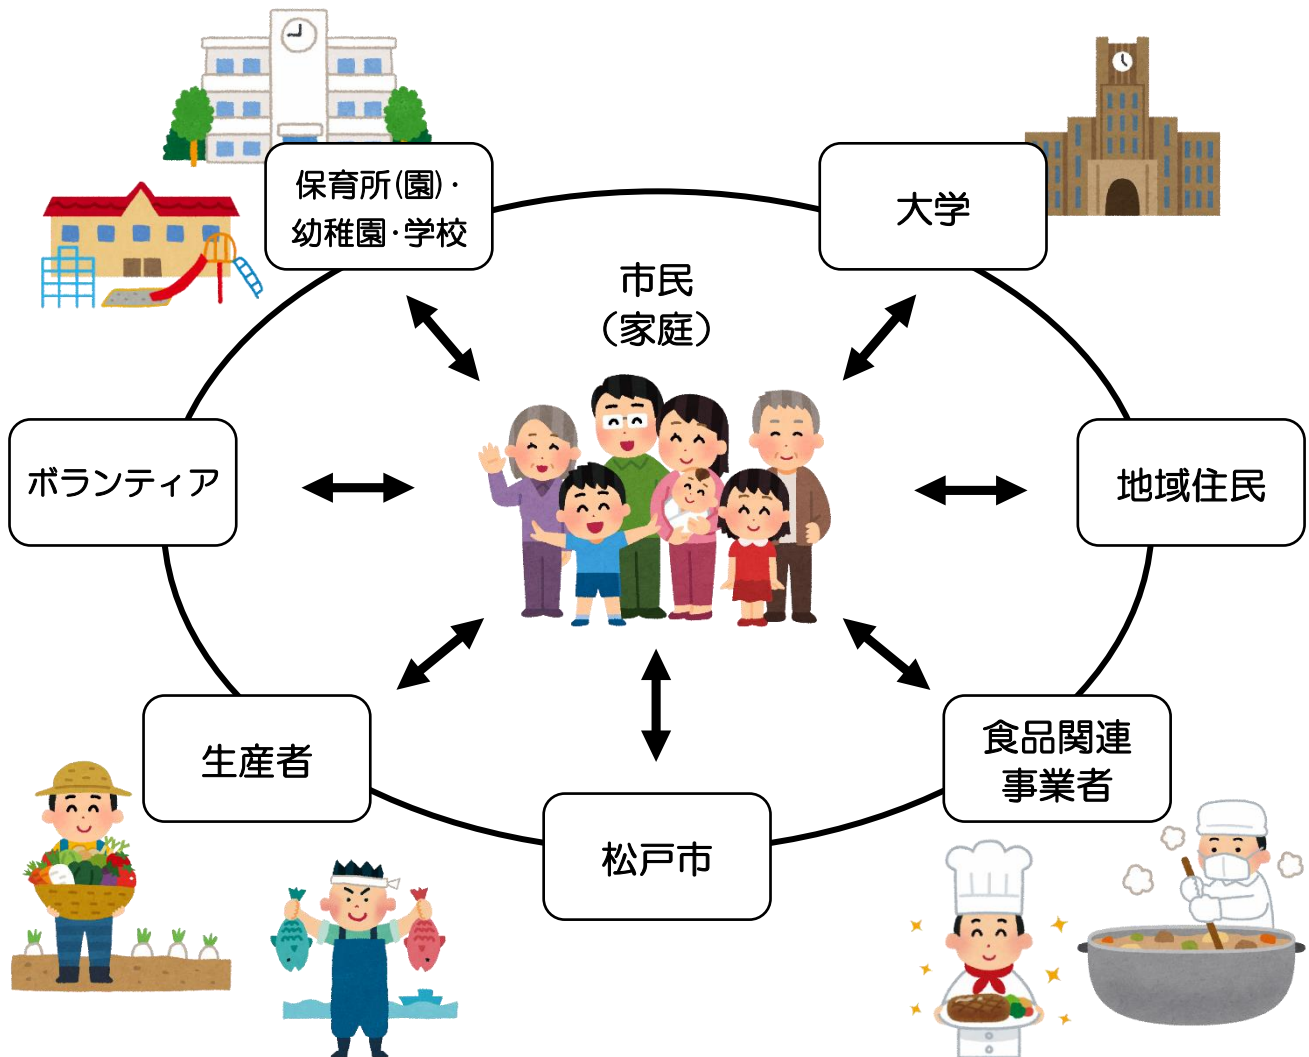 保育所(園)・
幼稚園・学校
大学
市民
(家庭)
ボランティア
地域住民
生産者
食品関連
事業者
松戸市